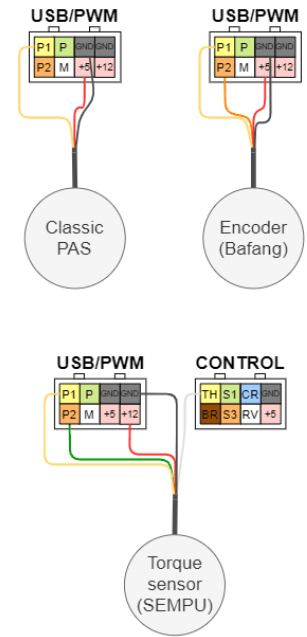 USB/PWM
P1 P GND GND
P2 M +5 +12
Classic
PAS
USB/PWM
P1 P GND GND
P2 M +5 +12
Encoder
(Bafang)
USB/PWM
P1 P GND GND
P2 M +5 +12
CONTROL
TH S1 CR GND
BR S3 RV +5
Torque
sensor
(SEMPU)